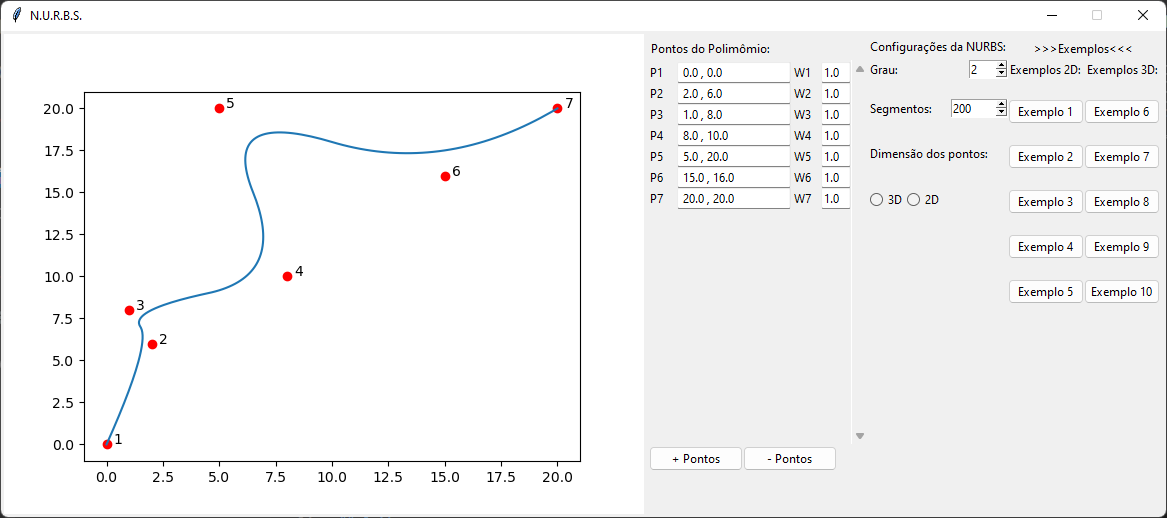 N.U.R.B.S.
20.0
17.5
15.0
12.5
10.0
7.5
5.0
2.5
0.0
0.0 2.5 5.0 7.5 10.0 12.5 15.0 17.5 20.0
1
2
3
4
5
6
7
Pontos do Polimômio:
P1 0.0 , 0.0 W1 1.0
P2 2.0 , 6.0 W2 1.0
P3 1.0 , 8.0 W3 1.0
P4 8.0 , 10.0 W4 1.0
P5 5.0 , 20.0 W5 1.0
P6 15.0 , 16.0 W6 1.0
P7 20.0 , 20.0 W7 1.0
+ Pontos - Pontos
Configurações da NURBS:
Grau: 2
Segmentos: 200
Dimensão dos pontos:
3D 2D
>>>Exemplos<<<
Exemplos 2D: Exemplos 3D:
Exemplo 1 Exemplo 6
Exemplo 2 Exemplo 7
Exemplo 3 Exemplo 8
Exemplo 4 Exemplo 9
Exemplo 5 Exemplo 10